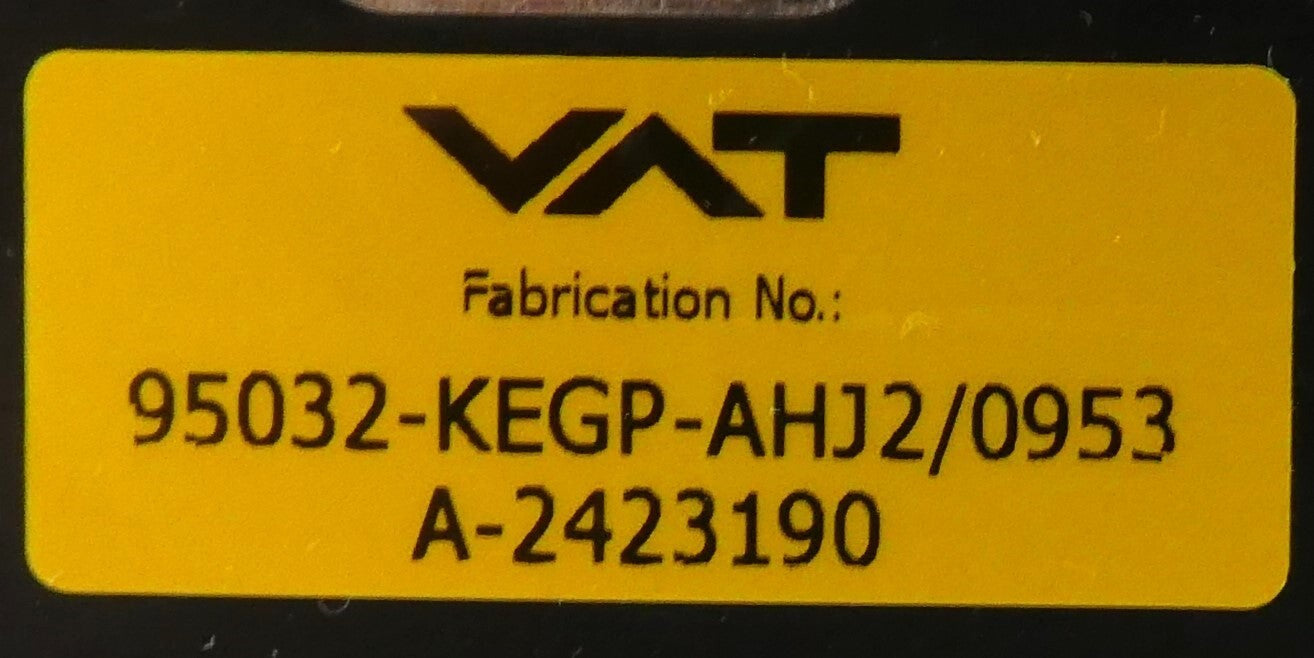 VAT
Fabrication No.:
95032-KEGP-AHJ2/0953
A-2423190